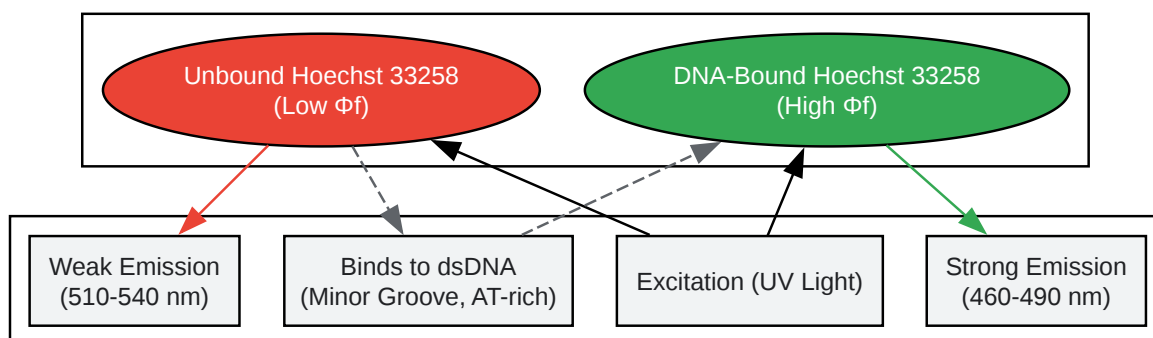 Unbound Hoechst 33258
(Low Φf)
DNA-Bound Hoechst 33258
(High Φf)
Weak Emission
(510-540 nm)
Binds to dsDNA
(Minor Groove, AT-rich)
Excitation (UV Light)
Strong Emission
(460-490 nm)